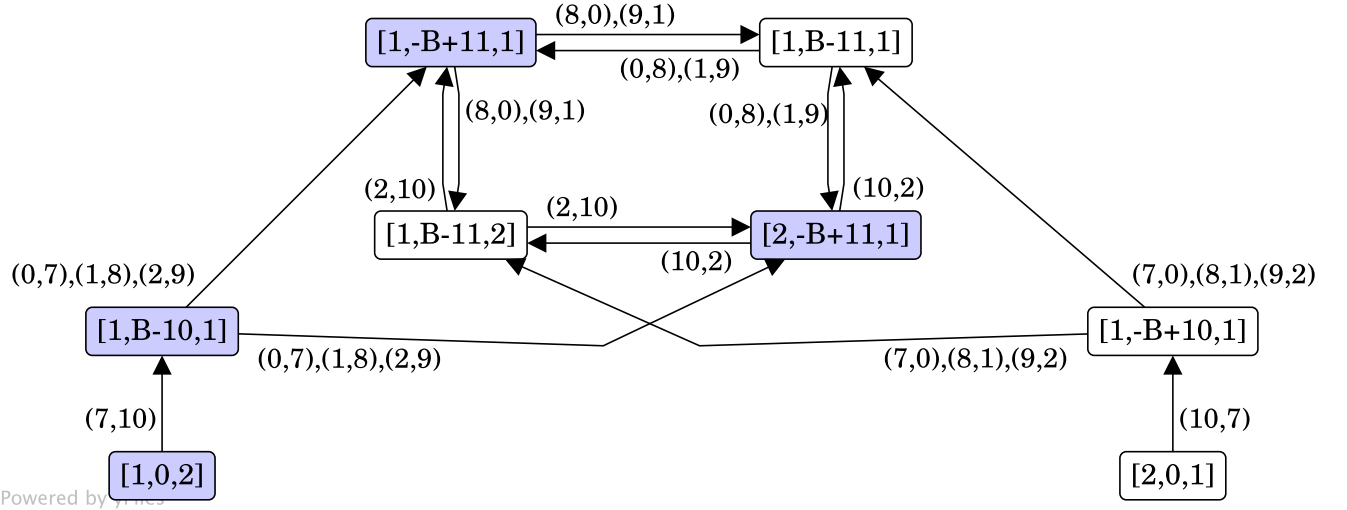 (8,0),(9,1)
[1,-B+11,1]
[1,B-11,1]
(0,8),(1,9)
(8,0),(9,1)
(0,8),(1,9)
(2,10)
(10,2)
(2,10)
[1,B-11,2]
[2,-B+11,1]
(10,2)
(0,7),(1,8),(2,9)
(7,0),(8,1),(9,2)
[1,B-10,1]
[1,-B+10,1]
(0,7),(1,8),(2,9)
(7,0),(8,1),(9,2)
(7,10)
(10,7)
[1,0,2]
[2,0,1]
Powered by